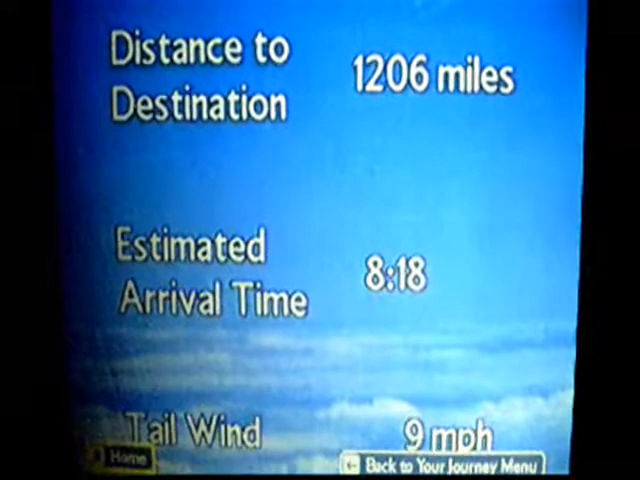 Distance to
Destination
1206 miles
Estimated
Arrival Time
8:18
Tail Wind
9 mph
Home
Back to Your Journey Menu